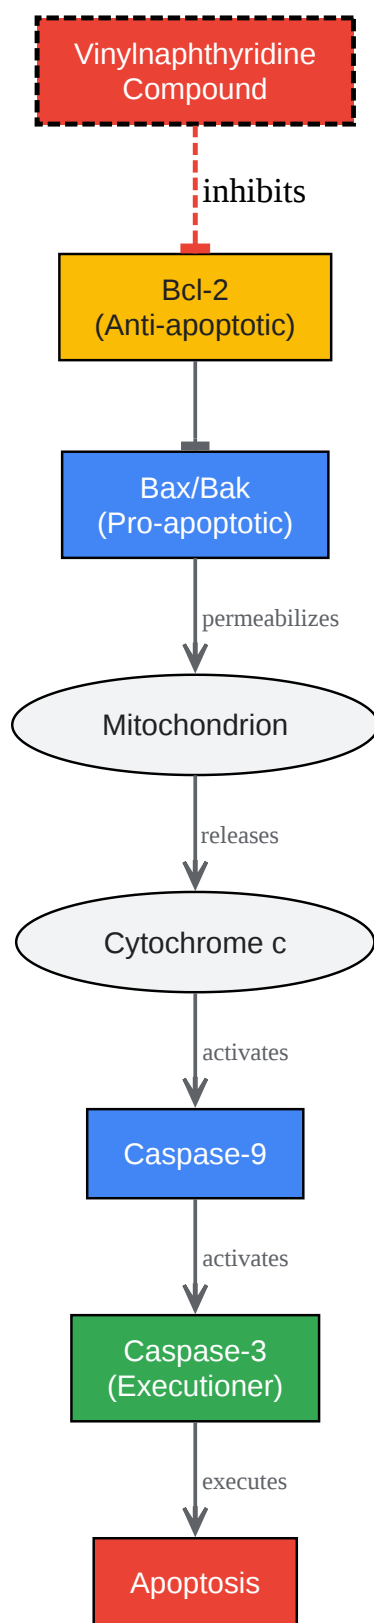 Vinylnaphthyridine
Compound
inhibits
Bcl-2
(Anti-apoptotic)
Bax/Bak
(Pro-apoptotic)
permeabilizes
Mitochondrion
releases
Cytochrome c
activates
Caspase-9
activates
Caspase-3
(Executioner)
executes
Apoptosis